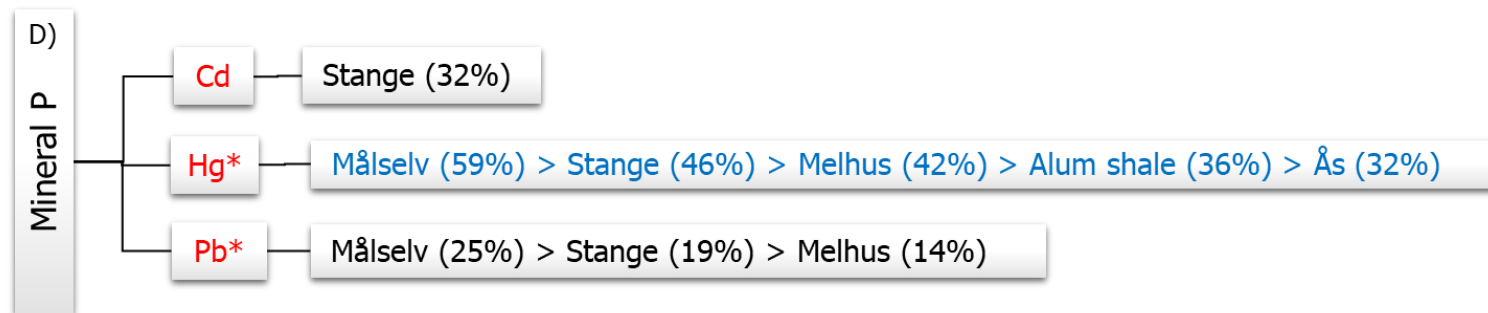 D)
Mineral P
Cd
Stange (32%)
Hg*
Målselv (59%) > Stange (46%) > Melhus (42%) > Alum shale (36%) > Ås (32%)
Pb*
Målselv (25%) > Stange (19%) > Melhus (14%)